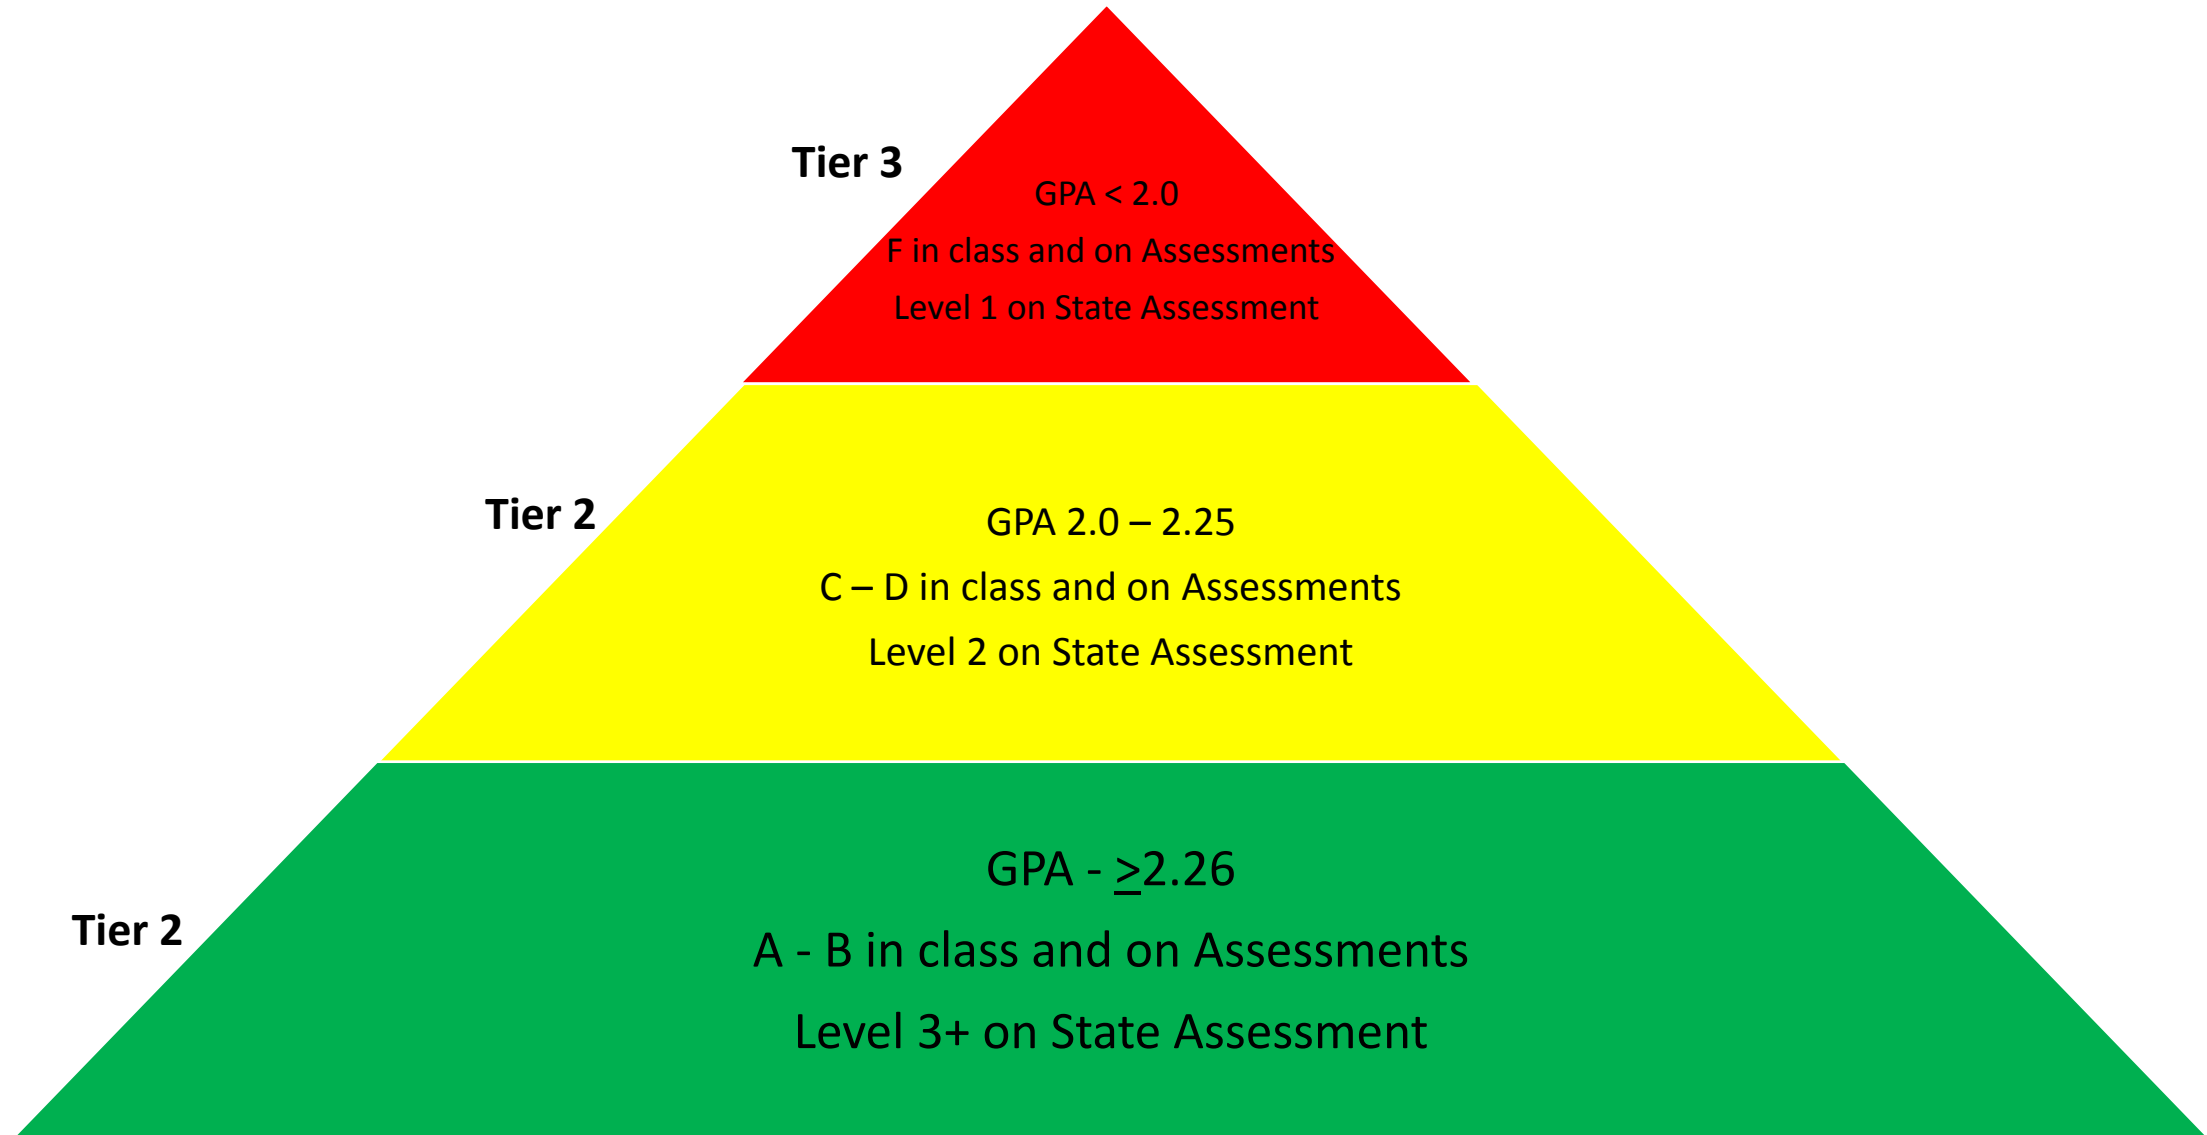 Tier 3
GPA < 2.0
F in class and on Assessments
Level 1 on State Assessment
Tier 2
GPA 2.0 – 2.25
C – D in class and on Assessments
Level 2 on State Assessment
GPA - ≥2.26
Tier 2
A - B in class and on Assessments
Level 3+ on State Assessment